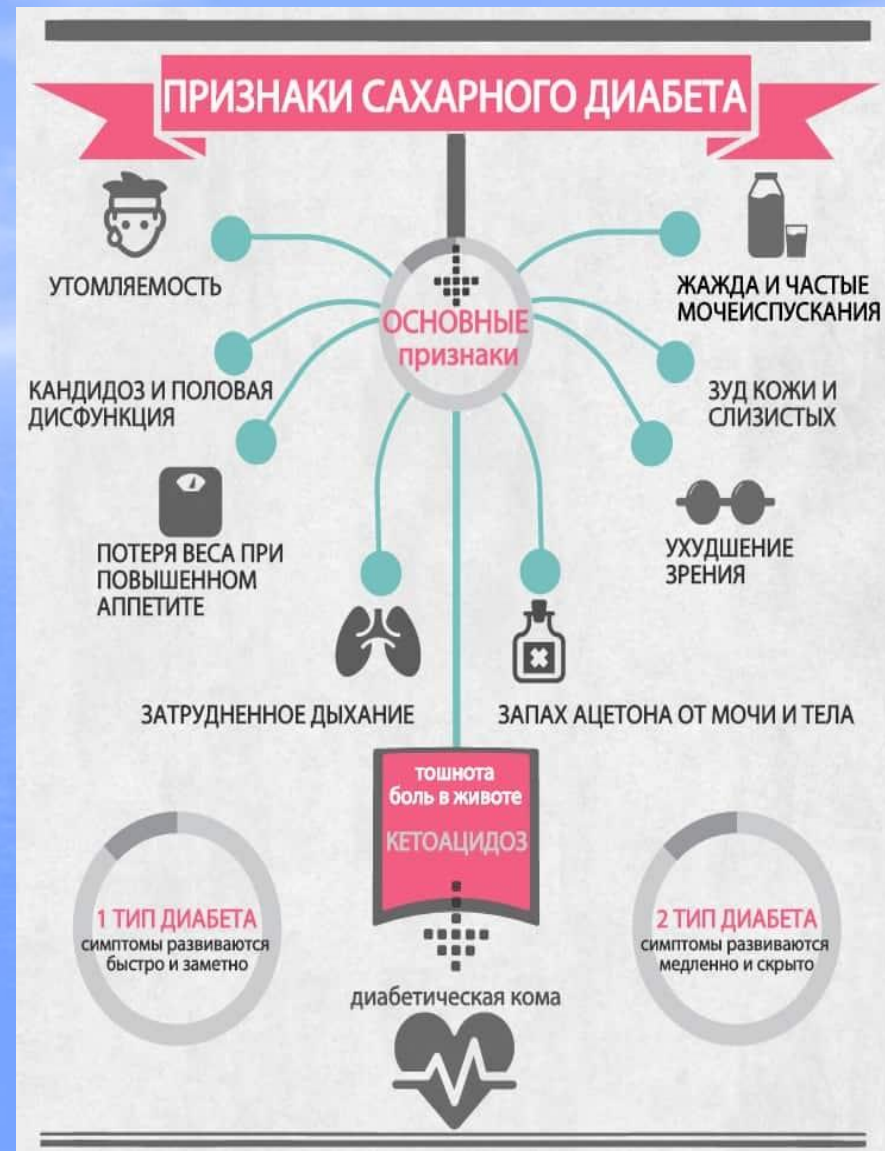 ПРИЗНАКИ САХАРНОГО ДИАБЕТА
УТОМЛЯЕМОСТЬ
ЖАЖДА И ЧАСТЫЕ
МОЧЕИСПУСКАНИЯ
ОСНОВНЫЕ
признаки
КАНДИДОЗ И ПОЛОВАЯ
ДИСФУНКЦИЯ
ЗУД КОЖИ И
СЛИЗИСТЫХ
ПОТЕРЯ ВЕСА ПРИ
ПОВЫШЕННОМ
АППЕТИТЕ
УХУДШЕНИЕ
ЗРЕНИЯ
ЗАТРУДНЕННОЕ ДЫХАНИЕ
ЗАПАХ АЦЕТОНА ОТ МОЧИ И ТЕЛА
тошнота
боль в животе
КЕТОАЦИДОЗ
1 ТИП ДИАБЕТА
симптомы развиваются
быстро и заметно
2 ТИП ДИАБЕТА
симптомы развиваются
медленно и скрыто
диабетическая кома